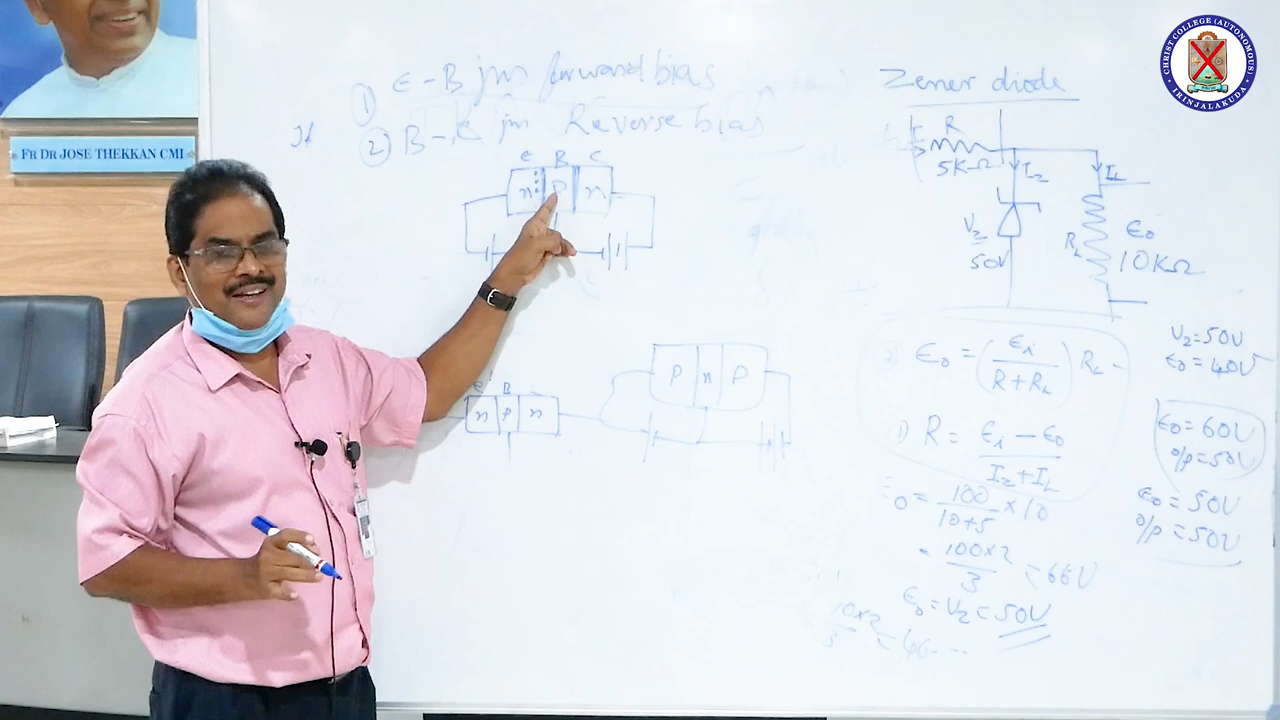 FR DR JOSE THEKKAN CMI
CHRIST COLLEGE (AUTONOMOUS)
IRINJALAKUDA
1) E-B jn forward bias
2) B-C jn Reverse bias
E B C
n P n
E B
n P n
P n P
Zener diode
R
5KΩ
Iz
IL
Vz
50V
RL
E0
10KΩ
Vz=50V
E0=40V
E0 = (Ei / R+RL) RL
1) R = Ei - E0 / Iz+IL
E0=60V
o/p=50V
E0=50V
o/p=50V
E0 = 100 / 10+5 ×10
= 100×2 / 3 = 66V
E0=Vz=50V